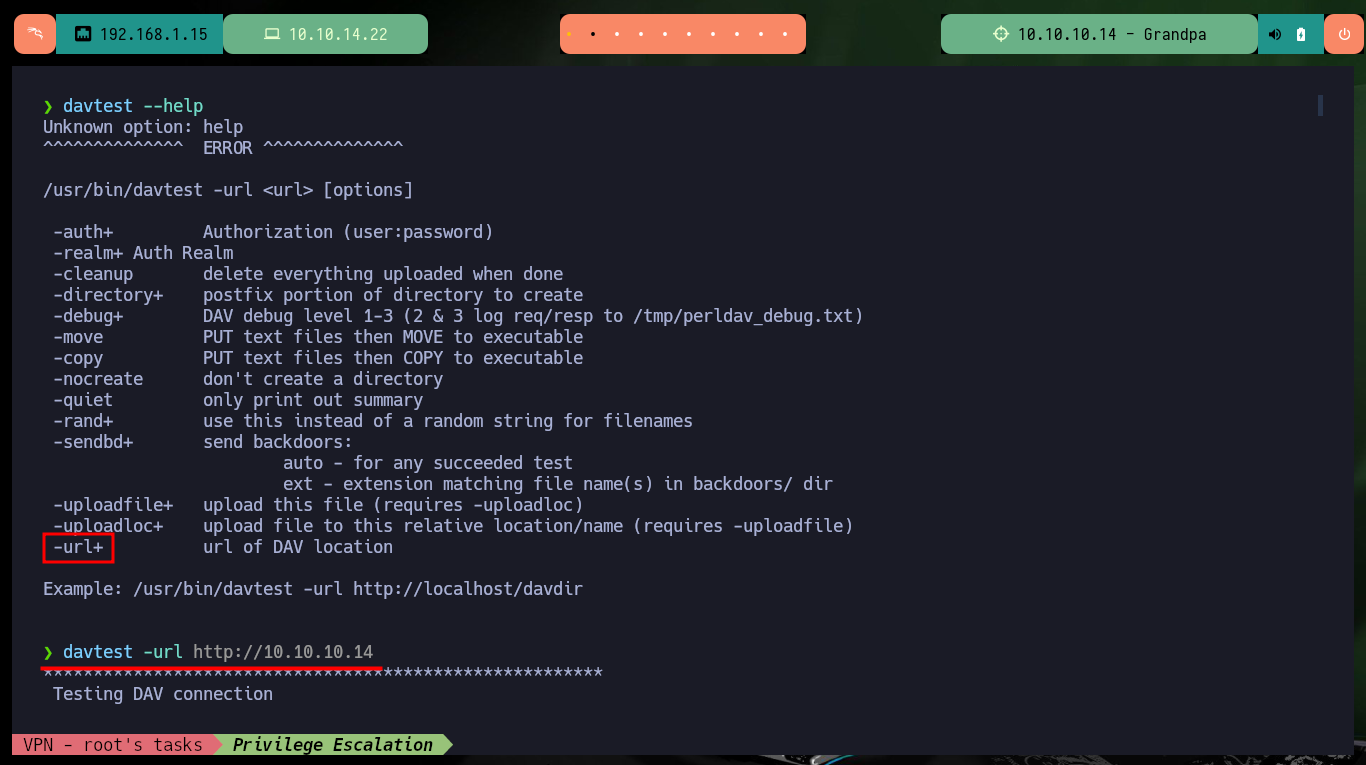 192.168.1.15 10.10.14.22 10.10.10.14 - Grandpa
❯ davtest --help
Unknown option: help
^^^^^^^^^^^^^^  ERROR ^^^^^^^^^^^^^^
/usr/bin/davtest -url <url> [options]
-auth+         Authorization (user:password)
-realm+ Auth Realm
-cleanup       delete everything uploaded when done
-directory+    postfix portion of directory to create
-debug+        DAV debug level 1-3 (2 & 3 log req/resp to /tmp/perldav_debug.txt)
-move          PUT text files then MOVE to executable
-copy          PUT text files then COPY to executable
-nocreate      don't create a directory
-quiet         only print out summary
-rand+         use this instead of a random string for filenames
-sendbd+       send backdoors:
auto - for any succeeded test
ext - extension matching file name(s) in backdoors/ dir
-uploadfile+   upload this file (requires -uploadloc)
-uploadloc+    upload file to this relative location/name (requires -uploadfile)
-url+          url of DAV location
Example: /usr/bin/davtest -url http://localhost/davdir
❯ davtest -url http://10.10.10.14
********************************************************
Testing DAV connection
VPN - root's tasks Privilege Escalation